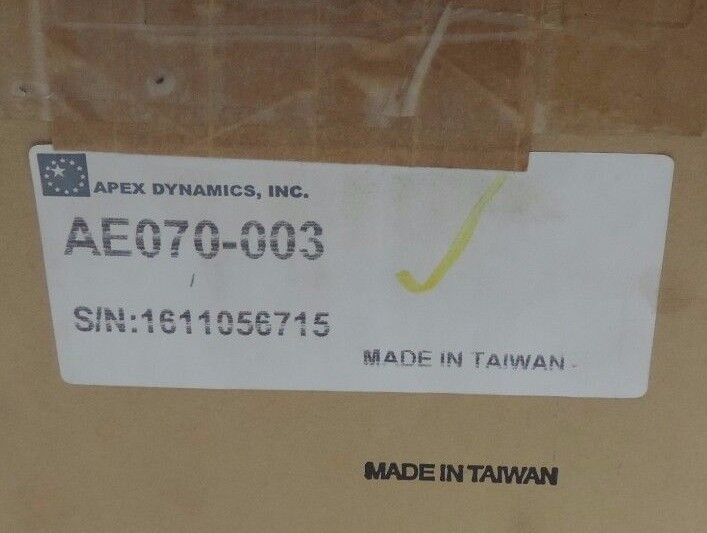 APEX DYNAMICS, INC.
AE070-003
S/N:1611056715
MADE IN TAIWAN
MADE IN TAIWAN